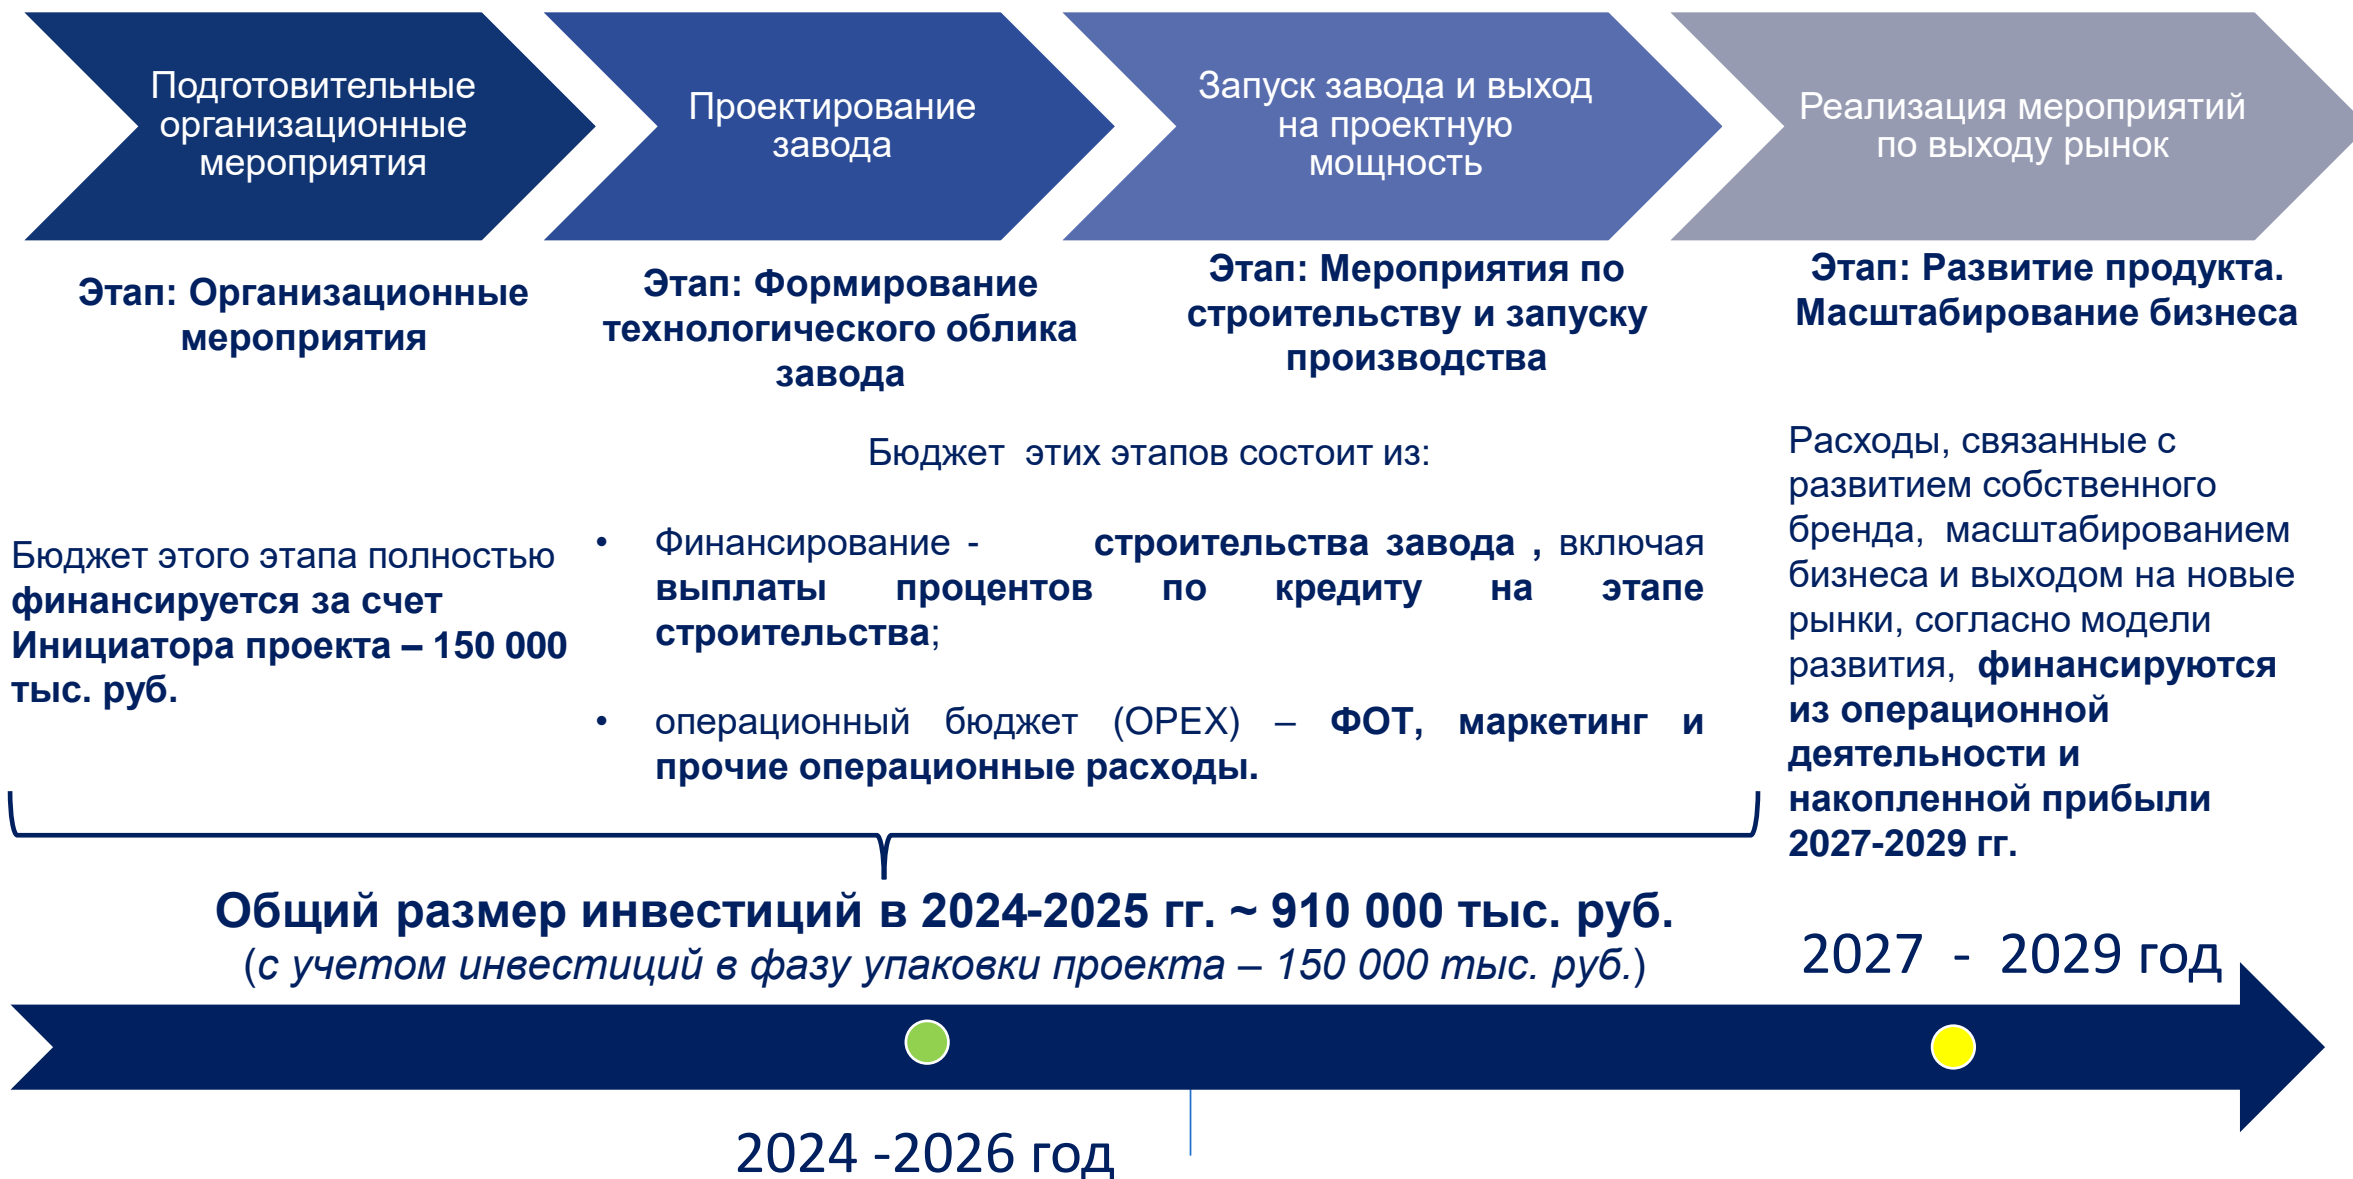 Подготовительные
организационные
мероприятия
Проектирование
завода
Запуск завода и выход
на проектную
мощность
Реализация мероприятий
по выходу рынок
Этап: Организационные
мероприятия
Этап: Формирование
технологического облика
завода
Этап: Мероприятия по
строительству и запуску
производства
Этап: Развитие продукта.
Масштабирование бизнеса
Бюджет этого этапа полностью
финансируется за счет
Инициатора проекта – 150 000
тыс. руб.
Бюджет этих этапов состоит из:
• Финансирование - строительства завода , включая
выплаты процентов по кредиту на этапе
строительства;
• операционный бюджет (OPEX) – ФОТ, маркетинг и
прочие операционные расходы.
Расходы, связанные с
развитием собственного
бренда, масштабированием
бизнеса и выходом на новые
рынки, согласно модели
развития, финансируются
из операционной
деятельности и
накопленной прибыли
2027-2029 гг.
Общий размер инвестиций в 2024-2025 гг. ~ 910 000 тыс. руб.
(с учетом инвестиций в фазу упаковки проекта – 150 000 тыс. руб.)
2027 - 2029 год
2024 -2026 год